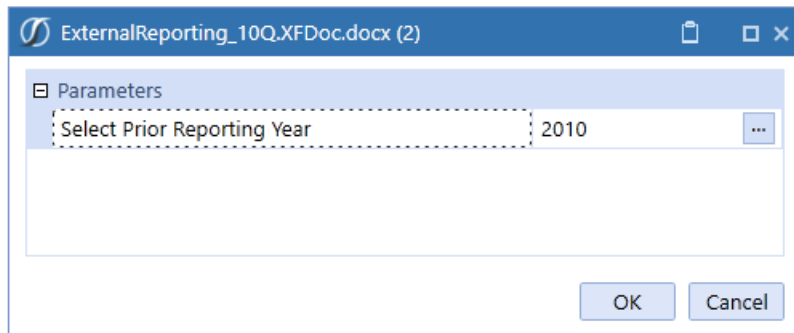 ExternalReporting_10Q.XFDoc.docx (2)
Parameters
Select Prior Reporting Year 2010 ...
OK Cancel